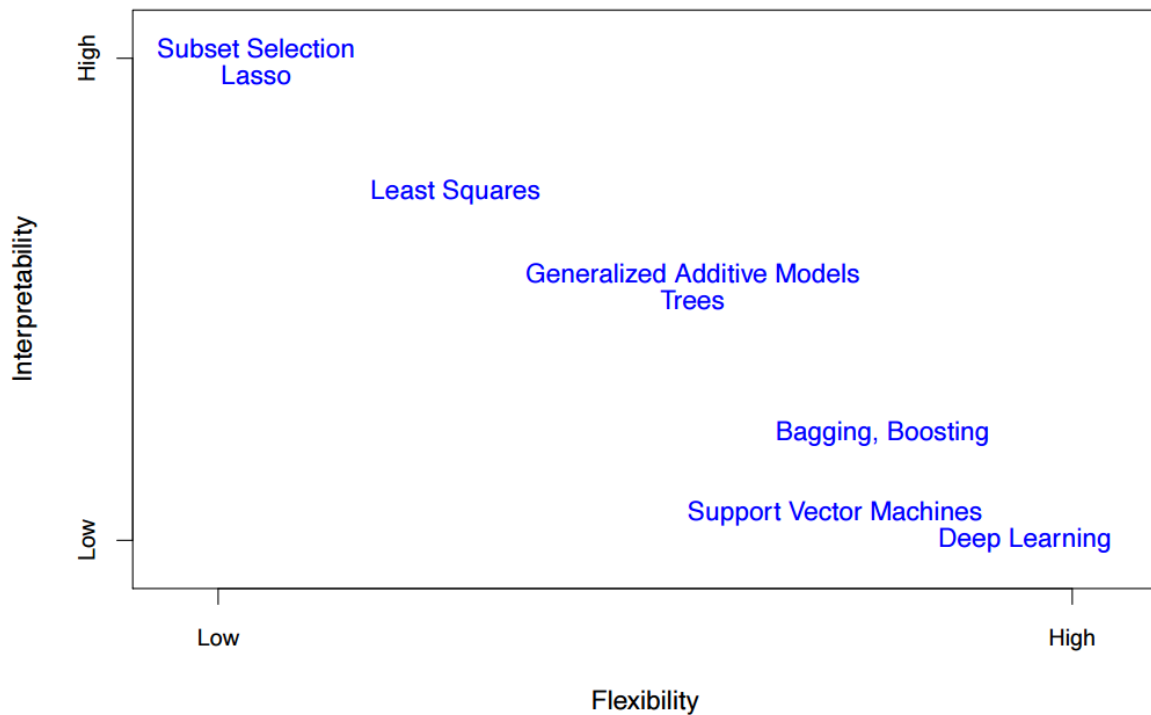 High
Subset Selection
Lasso
Least Squares
Interpretability
Generalized Additive Models
Trees
Bagging, Boosting
Support Vector Machines
Low
Deep Learning
Low
High
Flexibility